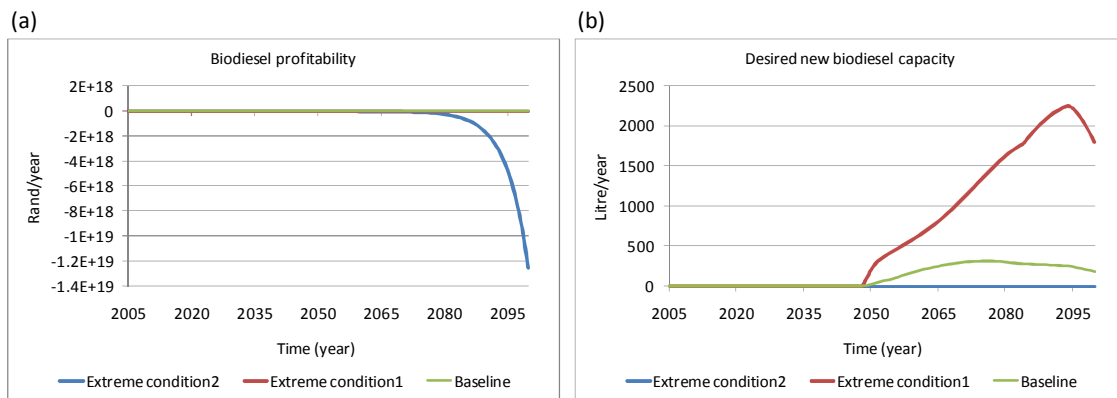 (a)
Biodiesel profitability
2E+18
0
-2E+18
-4E+18
-6E+18
-8E+18
-1E+19
-1.2E+19
-1.4E+19
Rand/year
2005 2020 2035 2050 2065 2080 2095
Time (year)
Extreme condition2 Extreme condition1 Baseline
(b)
Desired new biodiesel capacity
2500
2000
1500
1000
500
0
Litre/year
2005 2020 2035 2050 2065 2080 2095
Time (year)
Extreme condition2 Extreme condition1 Baseline